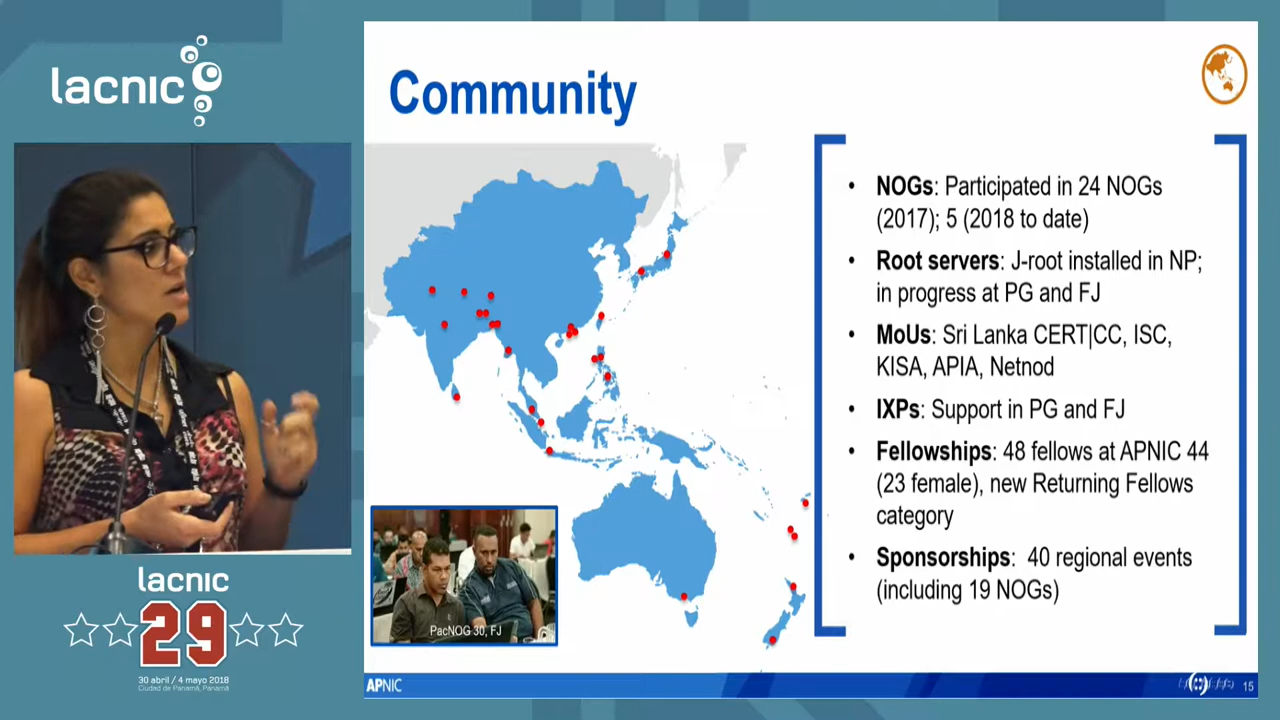 lacnic
Community
• NOGs: Participated in 24 NOGs
(2017); 5 (2018 to date)
• Root servers: J-root installed in NP;
in progress at PG and FJ
• MoUs: Sri Lanka CERT|CC, ISC,
KISA, APIA, Netnod
• IXPs: Support in PG and FJ
• Fellowships: 48 fellows at APNIC 44
(23 female), new Returning Fellows
category
• Sponsorships: 40 regional events
(including 19 NOGs)
PacNOG 30, FJ
lacnic
29
30 abril / 4 mayo 2018
Ciudad de Panamá, Panamá
APNIC
15